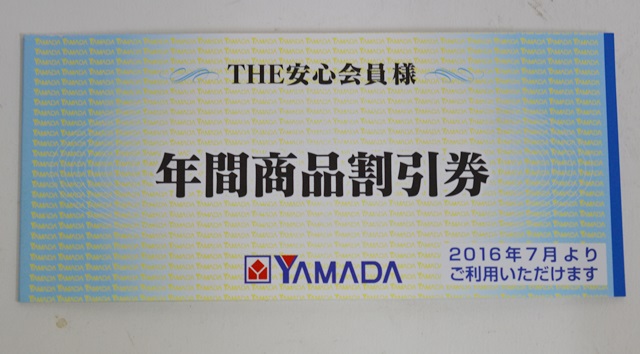 THE安心会員様
年間商品割引券
YAMADA
2016年7月より
ご利用いただけます